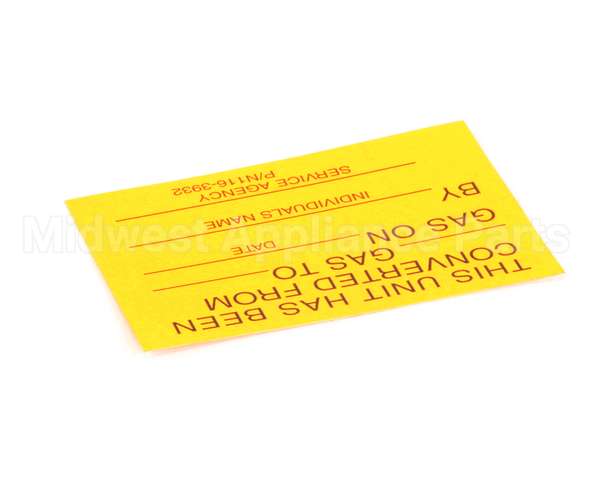 THIS UNIT HAS BEEN
CONVERTED FROM
GAS TO
GAS ON
DATE
BY
INDIVIDUALS NAME
SERVICE AGENCY
P/N116-3932
Midwest Appliance Parts